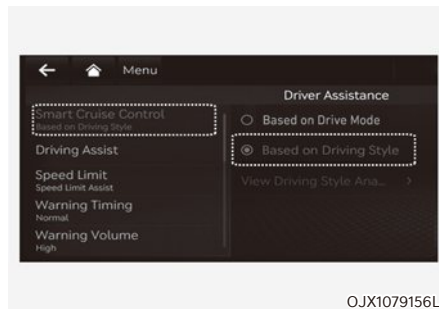 Menu
Driver Assistance
Smart Cruise Control
Based on Driving Style
Driving Assist
Speed Limit
Speed Limit Assist
Warning Timing
Normal
Warning Volume
High
Based on Drive Mode
Based on Driving Style
View Driving Style Ana...
OJX1079156L